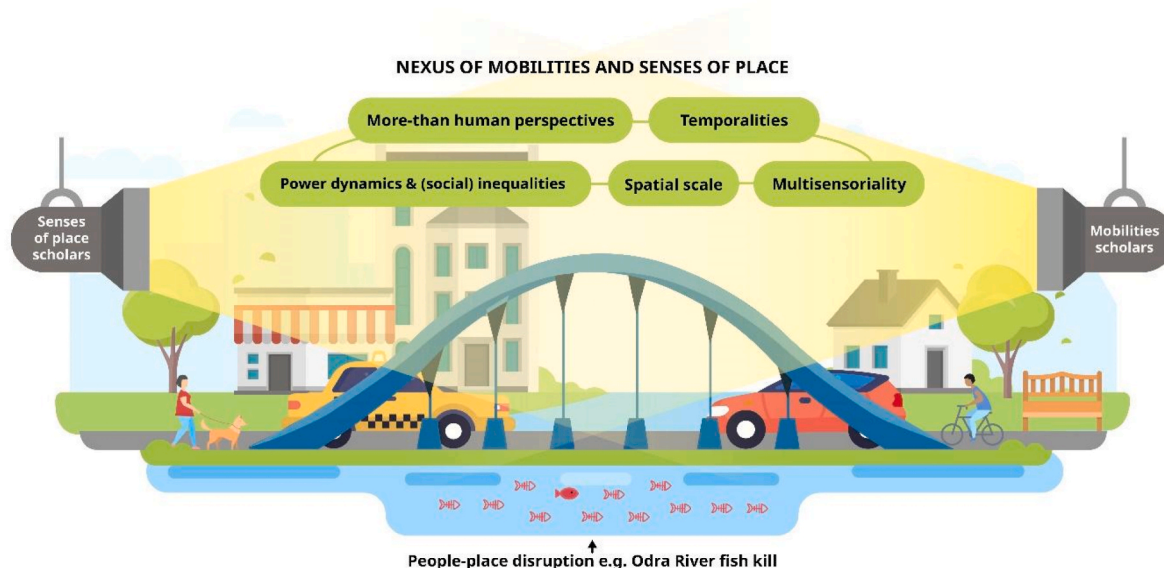 NEXUS OF MOBILITIES AND SENSES OF PLACE
More-than human perspectives
Temporalities
Power dynamics & (social) inequalities
Spatial scale
Multisensoriality
Senses
of place
scholars
Mobilities
scholars
People-place disruption e.g. Odra River fish kill